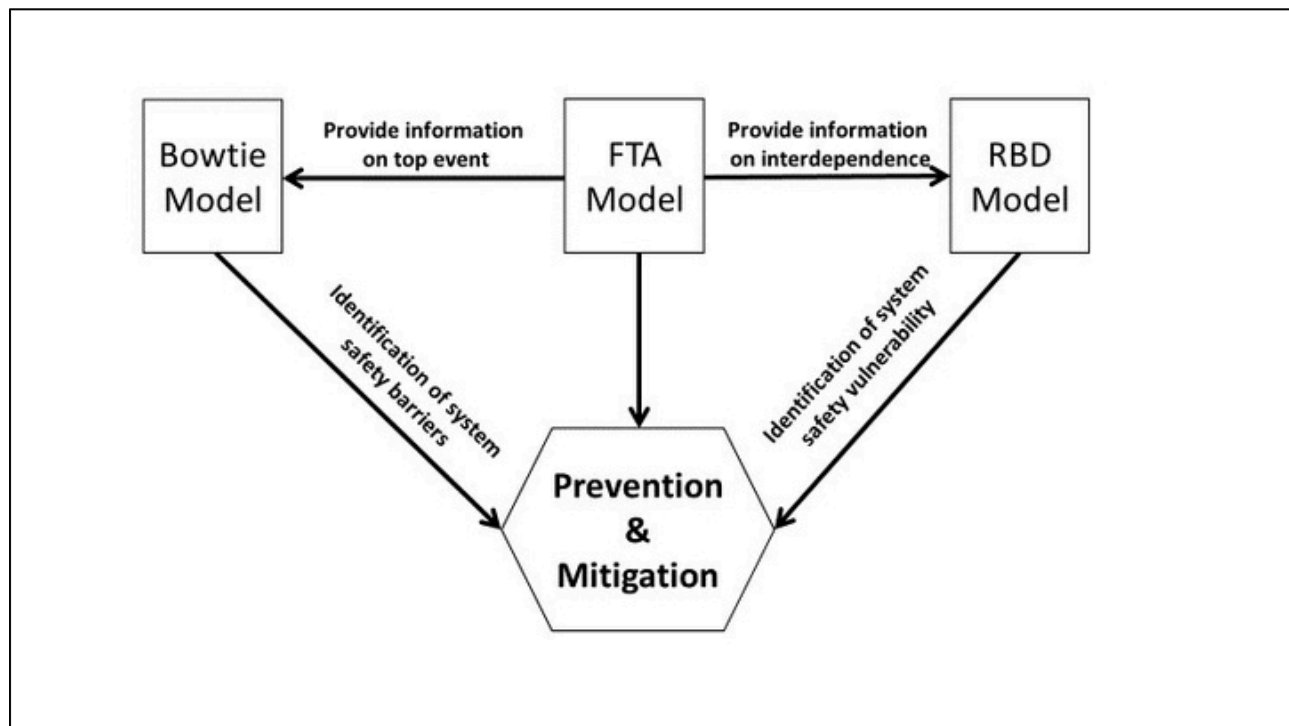 Bowtie
Model
Provide information
on top event
FTA
Model
Provide information
on interdependence
RBD
Model
Identification of system
safety barriers
Identification of system
safety vulnerability
Prevention
&
Mitigation